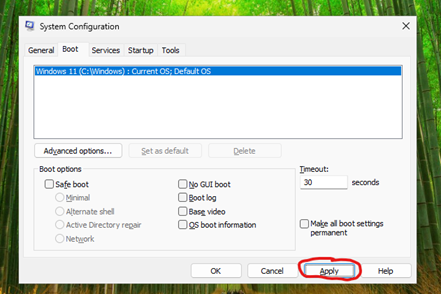 System Configuration
General Boot Services Startup Tools
Windows 11 (C:\Windows) : Current OS; Default OS
Advanced options... Set as default Delete
Boot options
Safe boot
Minimal
Alternate shell
Active Directory repair
Network
No GUI boot
Boot log
Base video
OS boot information
Timeout:
30 seconds
Make all boot settings
permanent
OK Cancel Apply Help